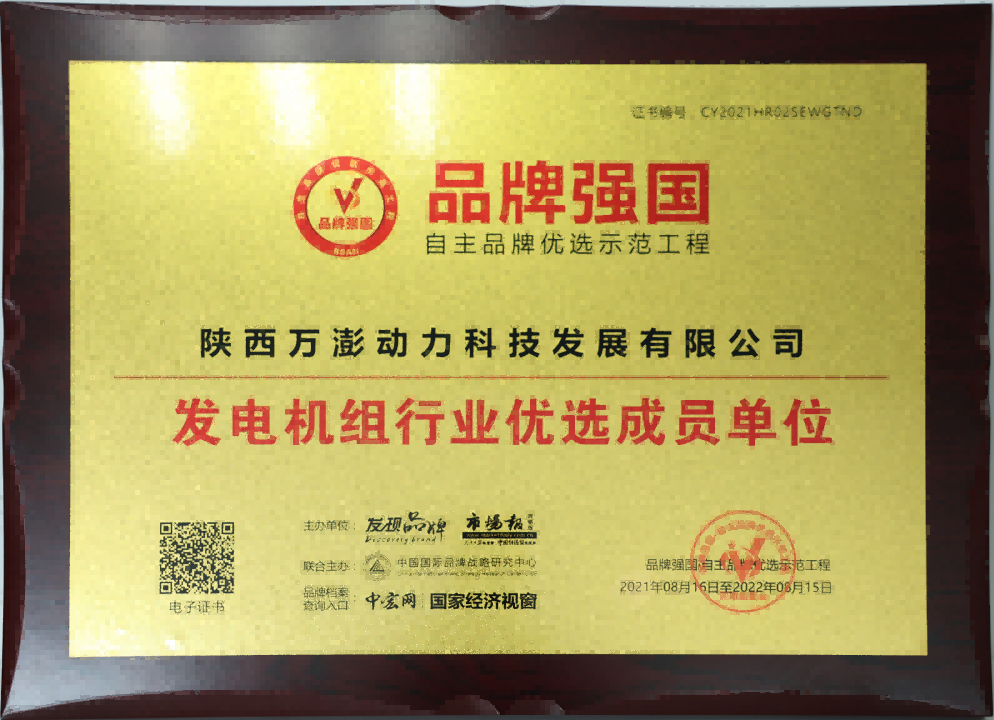 证书编号 CY2021HR02SEWGTND
品牌强国
品牌强国
自主品牌优选示范工程
陕西万澎动力科技发展有限公司
发电机组行业优选成员单位
主办单位: 发现品牌 市场报
Discovery brand
联合主办: 中国国际品牌战略研究中心
品牌档案
查询入口: 中宏网 国家经济视窗
电子证书
品牌强国·自主品牌优选示范工程
2021年08月16日至2022年08月15日